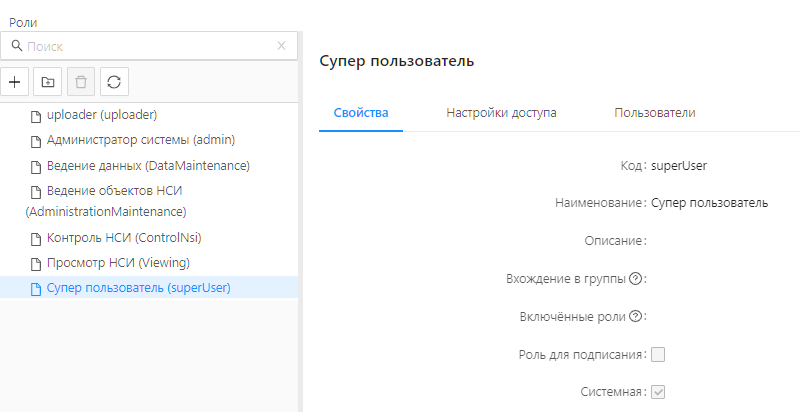 Роли
Поиск
uploader (uploader)
Администратор системы (admin)
Ведение данных (DataMaintenance)
Ведение объектов НСИ
(AdministrationMaintenance)
Контроль НСИ (ControlNsi)
Просмотр НСИ (Viewing)
Супер пользователь (superUser)
Супер пользователь
Свойства Настройки доступа Пользователи
Код: superUser
Наименование: Супер пользователь
Описание:
Вхождение в группы ?:
Включённые роли ?:
Роль для подписания:
Системная: